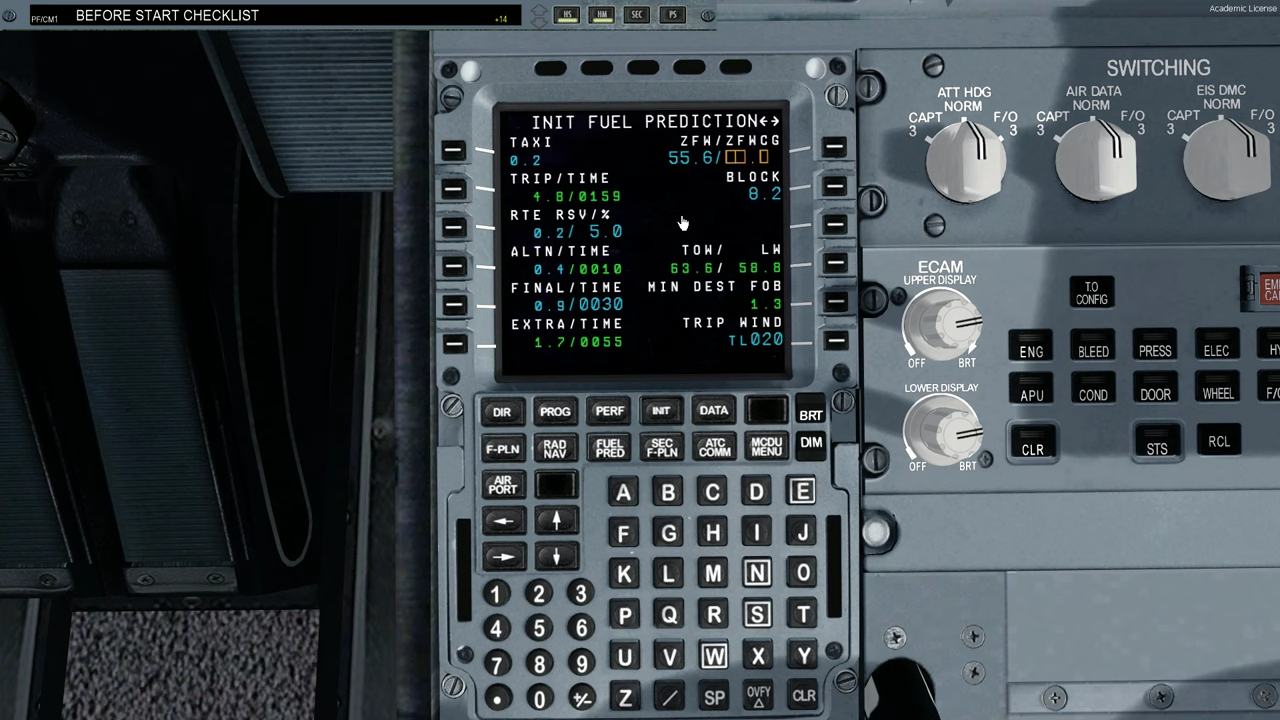 PF/CM1 BEFORE START CHECKLIST +14
HS HM SEC PS
Academic License
INIT FUEL PREDICTION←→
TAXI ZFW/ZFWCG
0.2 55.6/▯▯.▯
TRIP/TIME BLOCK
4.8/0159 8.2
RTE RSV/%
0.2/ 5.0
ALTN/TIME TOW/ LW
0.4/0010 63.6/ 58.8
FINAL/TIME MIN DEST FOB
0.9/0030 1.3
EXTRA/TIME TRIP WIND
1.7/0055 TL020
DIR PROG PERF INIT DATA BRT
F-PLN RAD NAV FUEL PRED SEC F-PLN ATC COMM MCDU MENU DIM
AIR PORT
← ↑
→ ↓
A B C D E
F G H I J
K L M N O
1 2 3
P Q R S T
4 5 6
U V W X Y
7 8 9
Z / SP OVFY △ CLR
. 0 +/-
SWITCHING
ATT HDG
NORM
CAPT 3 F/O 3
AIR DATA
NORM
CAPT 3 F/O 3
EIS DMC
NORM
CAPT 3 F/O
ECAM
UPPER DISPLAY
OFF BRT
T.O CONFIG
ENG BLEED PRESS ELEC
LOWER DISPLAY
OFF BRT
APU COND DOOR WHEEL
CLR STS RCL